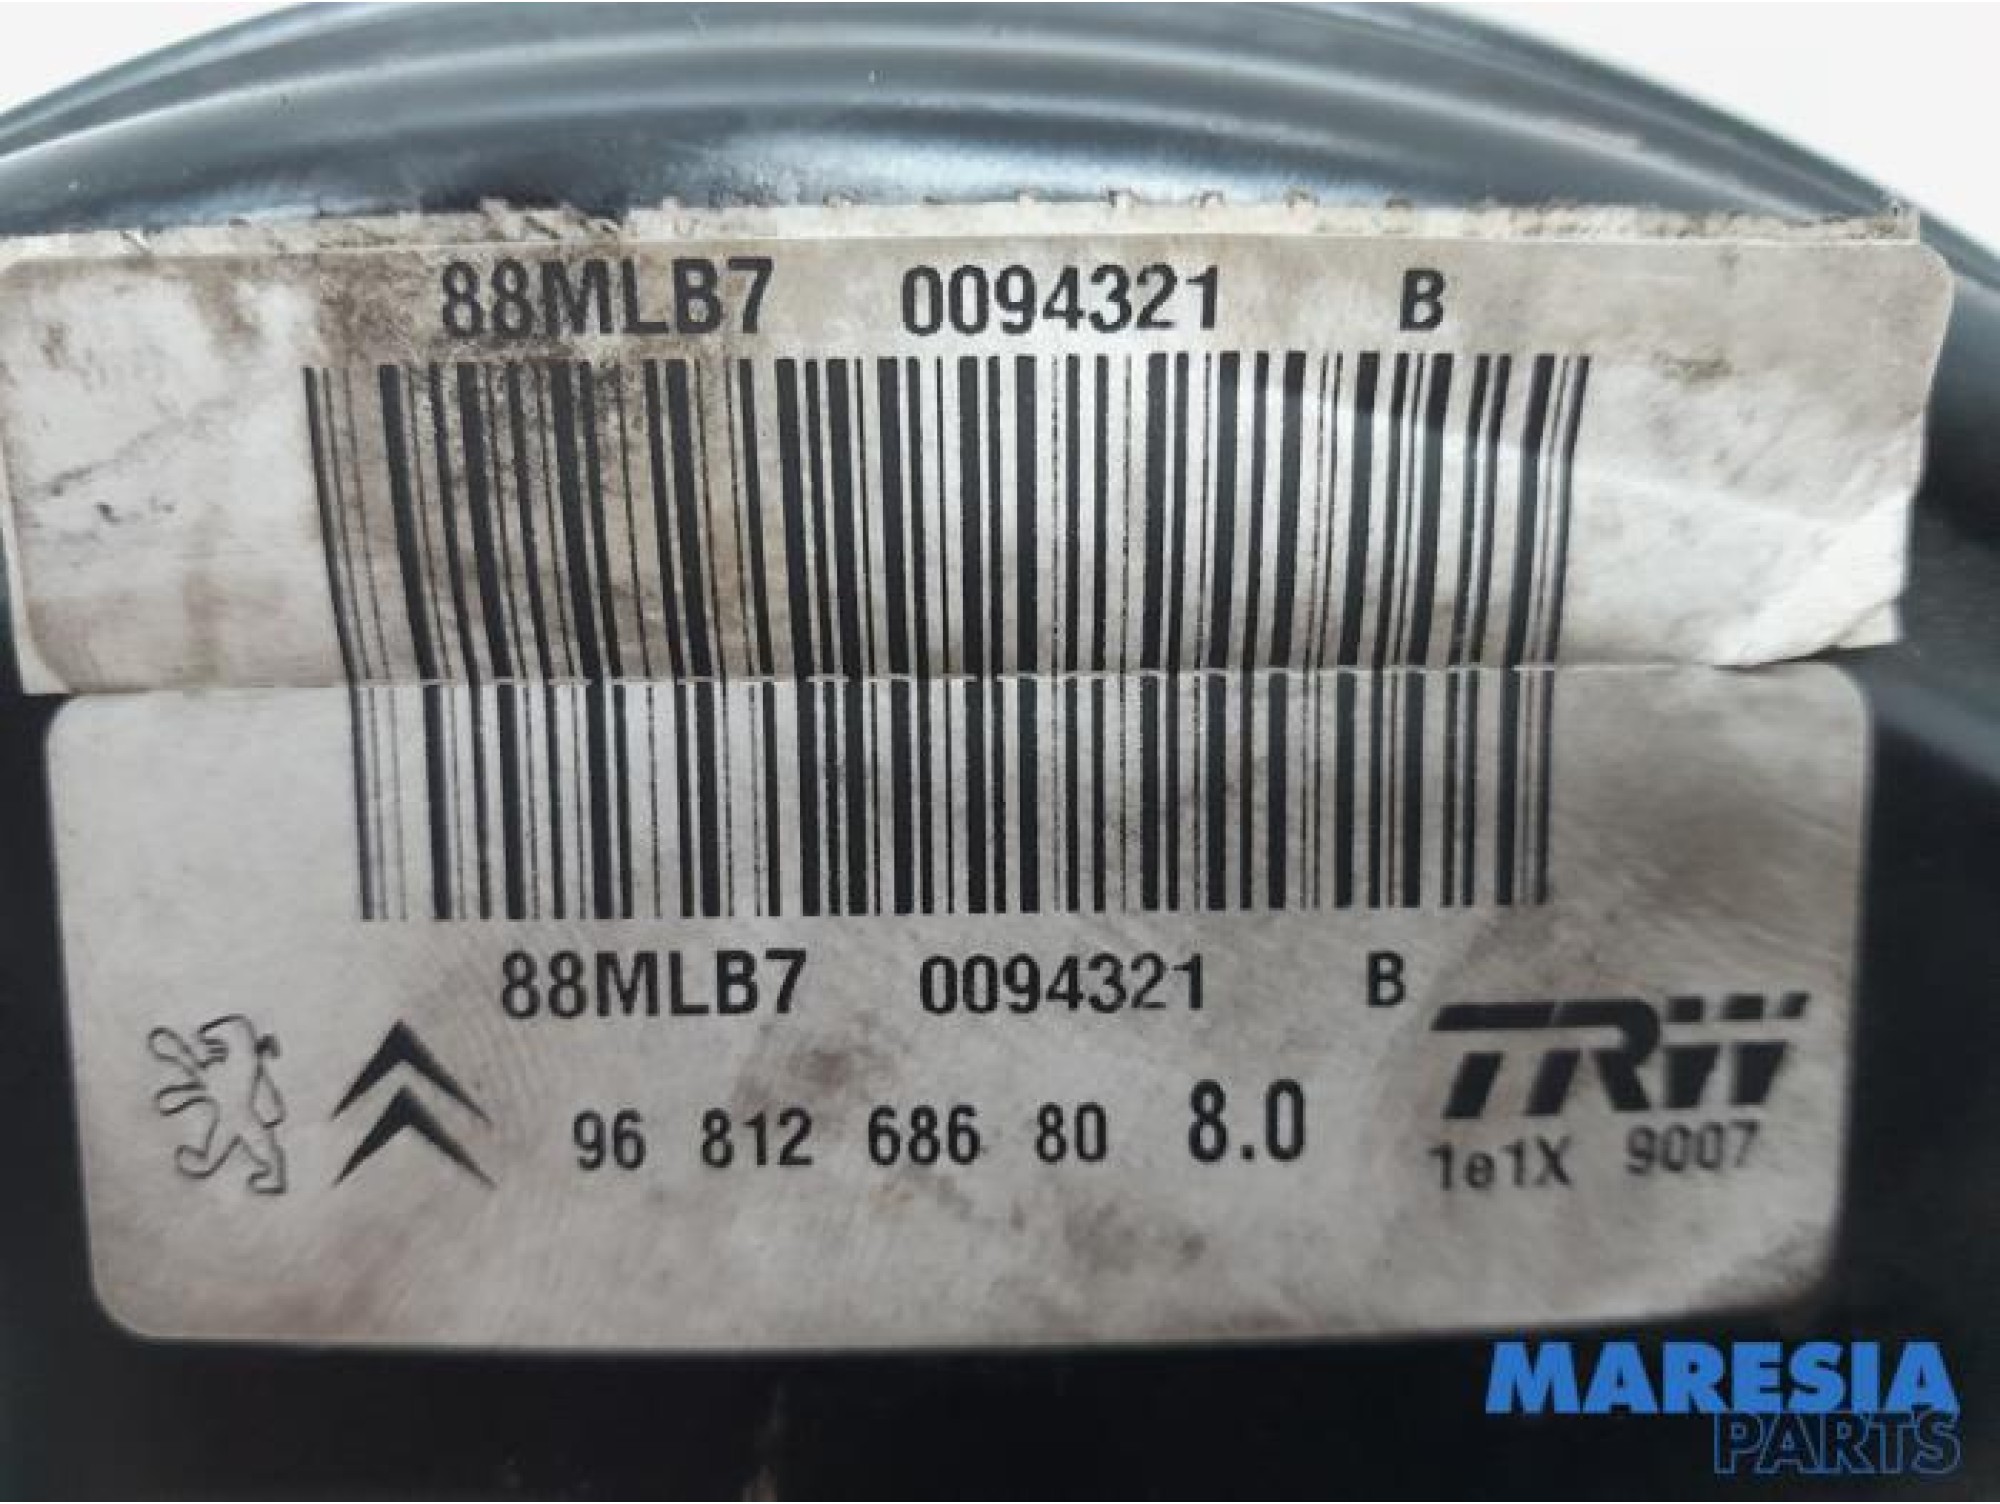 88MLB7 0094321 B
88MLB7 0094321 B
TRW
96 812 686 80 8.0
1e1X 9007
MARESIA
PARTS